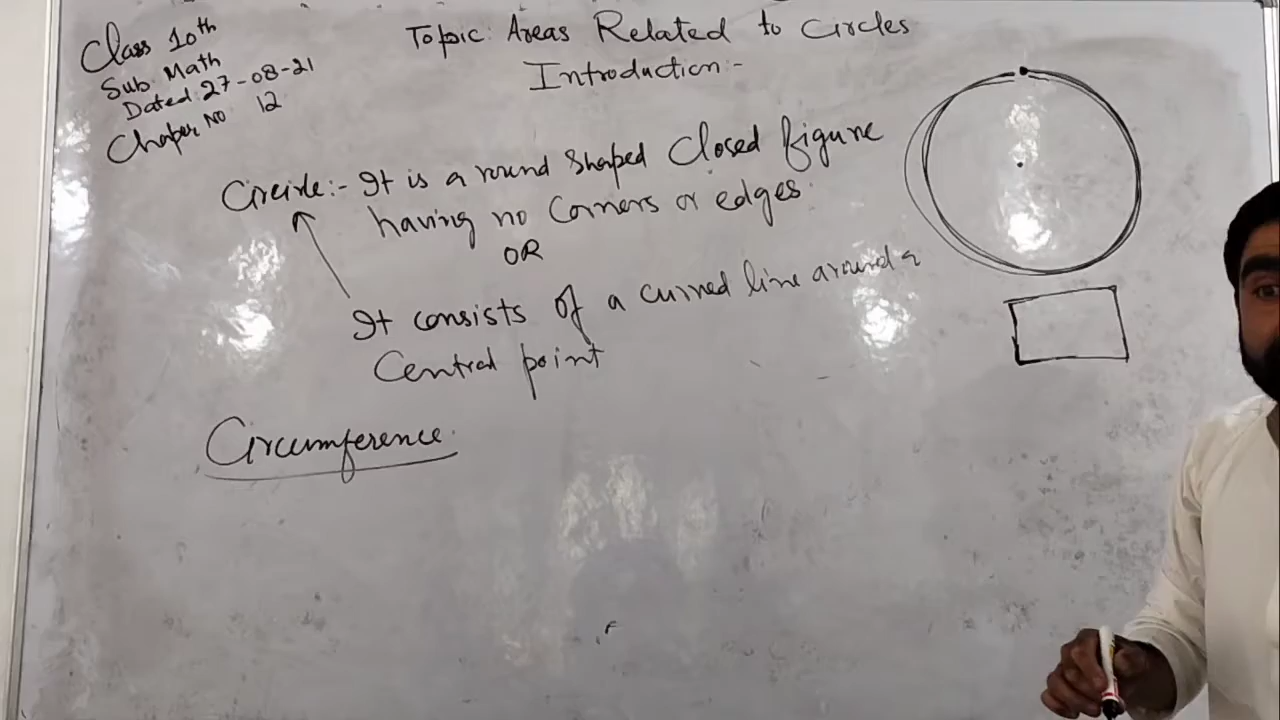 Class 10th
Sub: Math
Dated: 27-08-21
Chapter No 12
Topic: Areas Related to Circles
Introduction:-
Circle:- It is a round shaped Closed figure
having no Corners or edges.
OR
It consists of a curved line around a
Central point
Circumference.